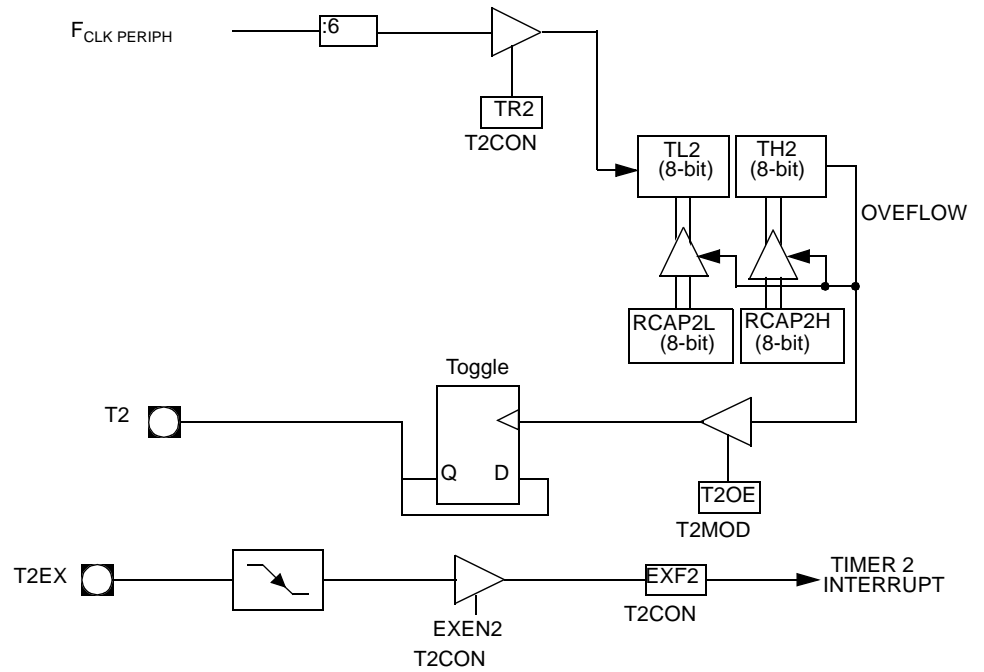 FCLK PERIPH
:6
TR2
T2CON
TL2
(8-bit)
TH2
(8-bit)
OVEFLOW
RCAP2L
(8-bit)
RCAP2H
(8-bit)
Toggle
T2
Q
D
T2OE
T2MOD
T2EX
EXEN2
T2CON
EXF2
T2CON
TIMER 2
INTERRUPT